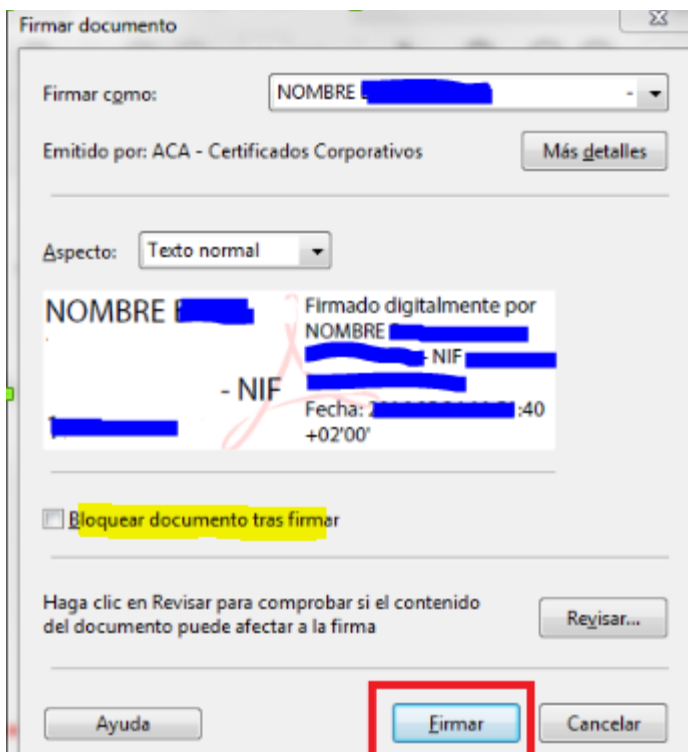 Firmar documento
Firmar como: NOMBRE -
Emitido por: ACA - Certificados Corporativos Más detalles
Aspecto: Texto normal
NOMBRE
- NIF
Firmado digitalmente por
NOMBRE
- NIF
Fecha: :40
+02'00'
Bloquear documento tras firmar
Haga clic en Revisar para comprobar si el contenido
del documento puede afectar a la firma
Revisar...
Ayuda Firmar Cancelar